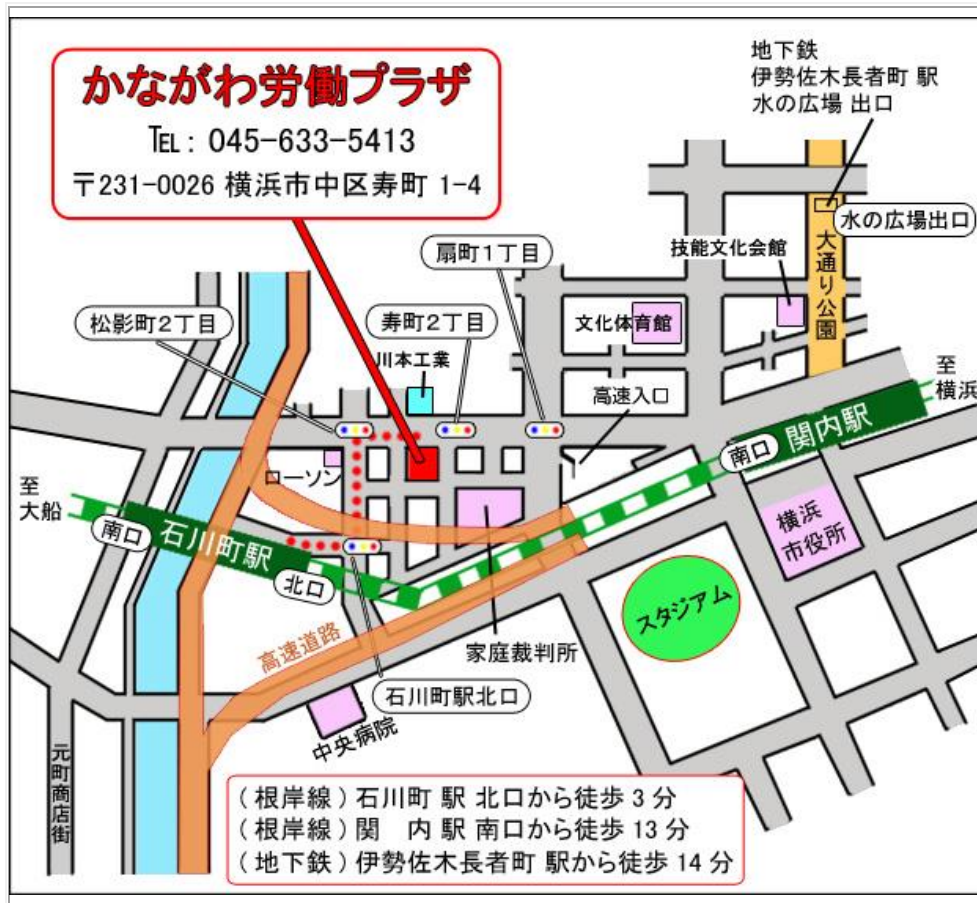 かながわ労働プラザ
TEL： 045-633-5413
〒231-0026 横浜市中区寿町 1-4
地下鉄
伊勢佐木長者町 駅
水の広場 出口
水の広場出口
大通り公園
技能文化会館
扇町1丁目
松影町2丁目
寿町2丁目
文化体育館
川本工業
高速入口
至
横浜
関内駅
南口
ローソン
至
大船
南口
石川町駅
北口
横浜
市役所
スタジアム
高速道路
家庭裁判所
石川町駅北口
中央病院
元町商店街
（ 根岸線 ） 石川町 駅 北口から徒歩 3 分
（ 根岸線 ） 関　内 駅 南口から徒歩 13 分
（ 地下鉄 ） 伊勢佐木長者町 駅から徒歩 14 分